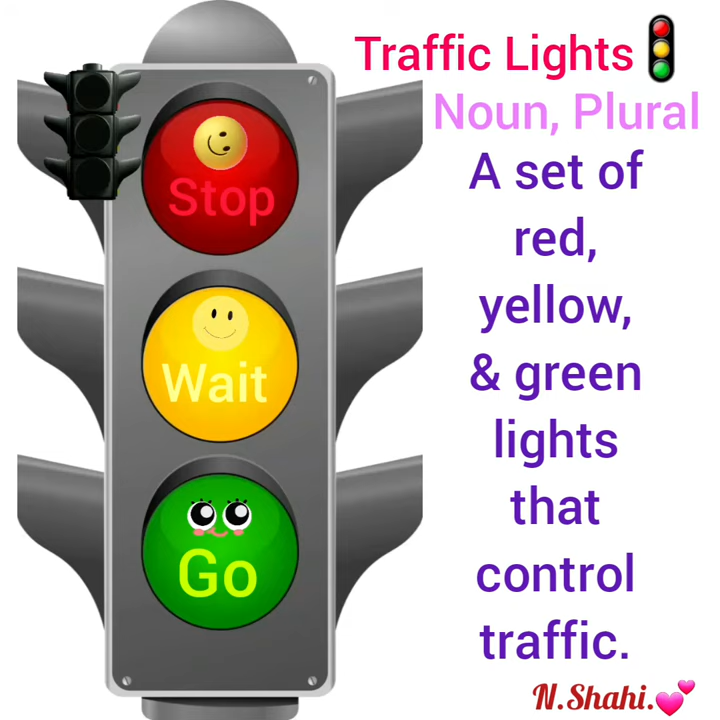 Traffic Lights🚦
Noun, Plural
A set of
red,
yellow,
& green
lights
that
control
traffic.
Stop
Wait
Go
N.Shahi.💕